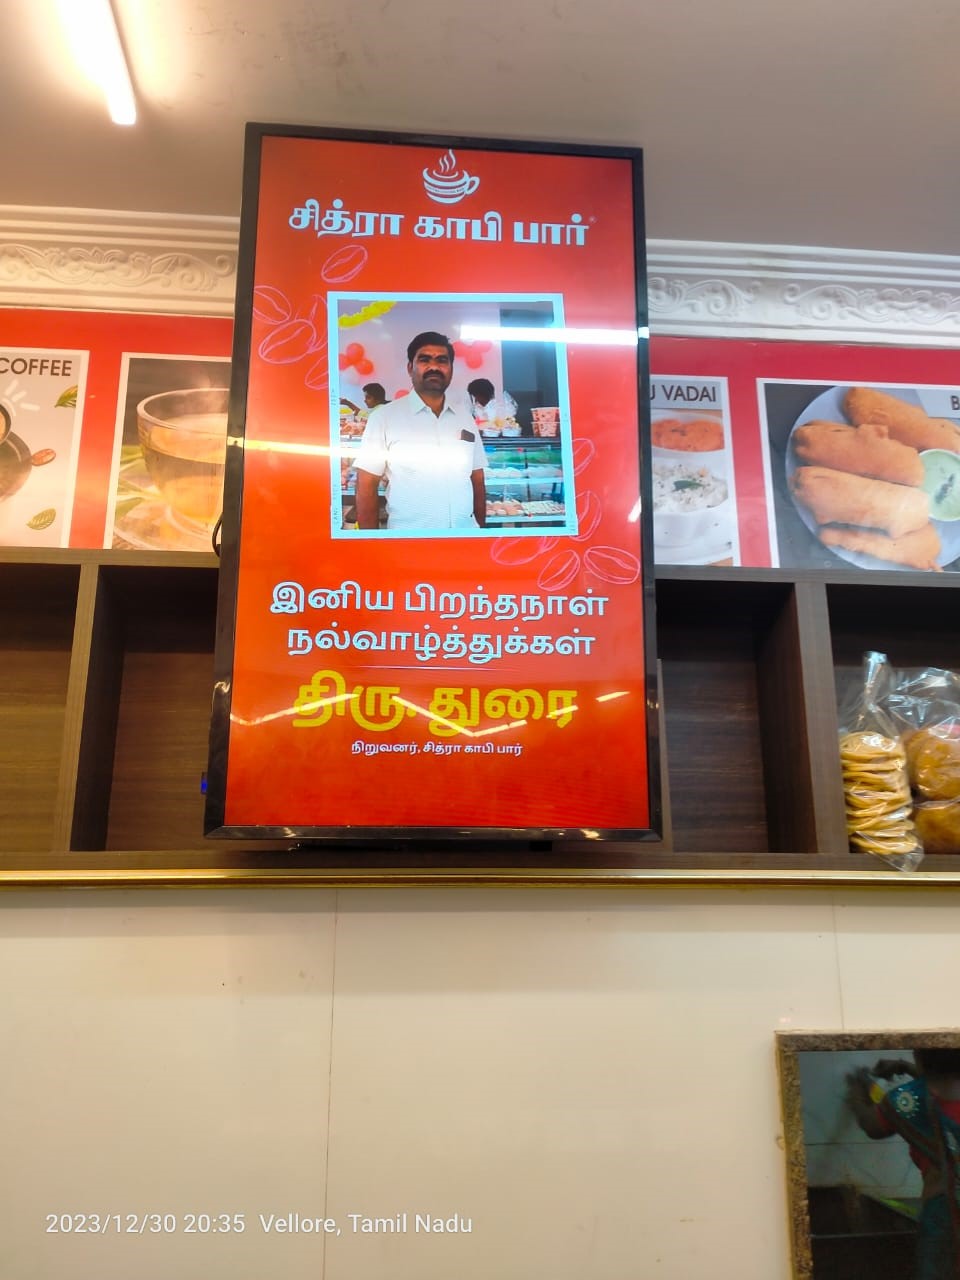 சித்ரா காபி பார்
COFFEE
VADAI
இனிய பிறந்தநாள்
நல்வாழ்த்துக்கள்
திரு. துரை
நிறுவனர், சித்ரா காபி பார்
2023/12/30 20:35 Vellore, Tamil Nadu